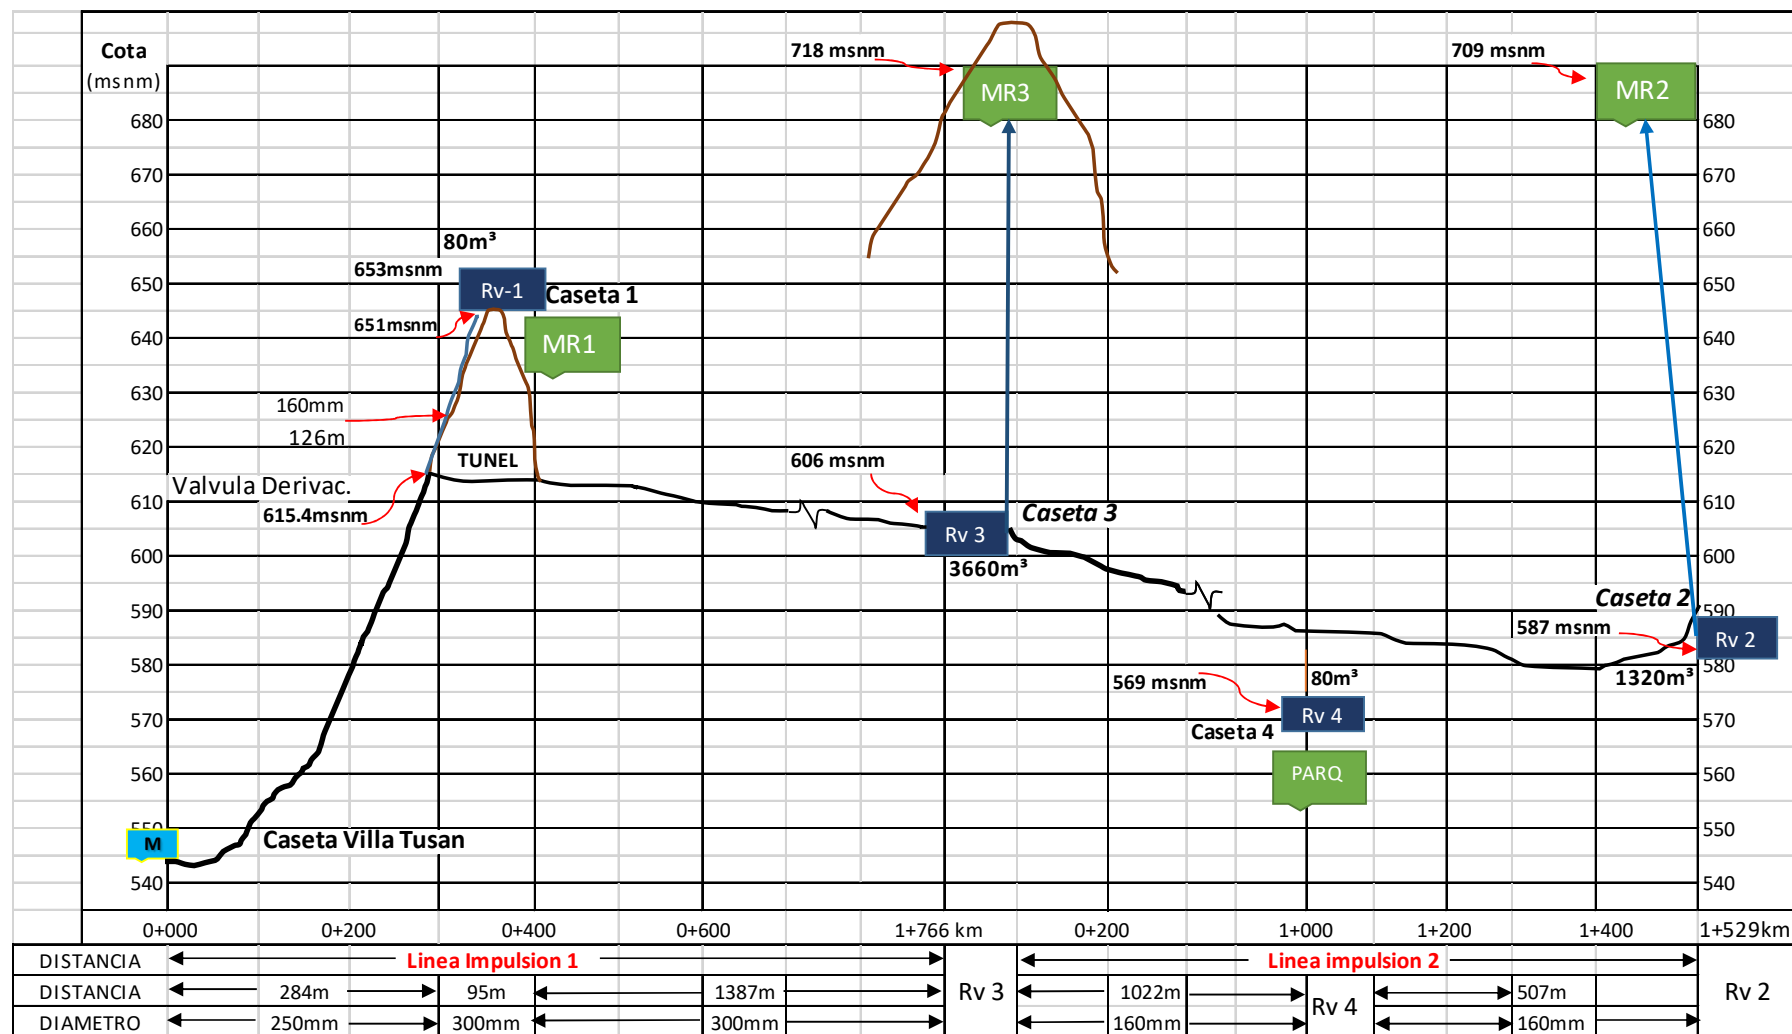 Cota
(msnm)
718 msnm
709 msnm
MR3
MR2
680
680
670
670
660
660
80m³
653msnm
650
Rv-1
Caseta 1
650
651msnm
640
MR1
640
630
630
160mm
126m
620
TUNEL
620
606 msnm
Valvula Derivac.
615.4msnm
610
610
Caseta 3
Rv 3
600
3660m³
600
590
Caseta 2
590
587 msnm
Rv 2
580
580
1320m³
569 msnm
80m³
570
Rv 4
570
Caseta 4
560
PARQ
560
550
Caseta Villa Tusan
550
M
540
540
0+000
0+200
0+400
0+600
1+766 km
0+200
1+000
1+200
1+400
1+529km
DISTANCIA
Linea Impulsion 1
Linea impulsion 2
DISTANCIA
284m
95m
1387m
Rv 3
1022m
Rv 4
507m
Rv 2
DIAMETRO
250mm
300mm
300mm
160mm
160mm